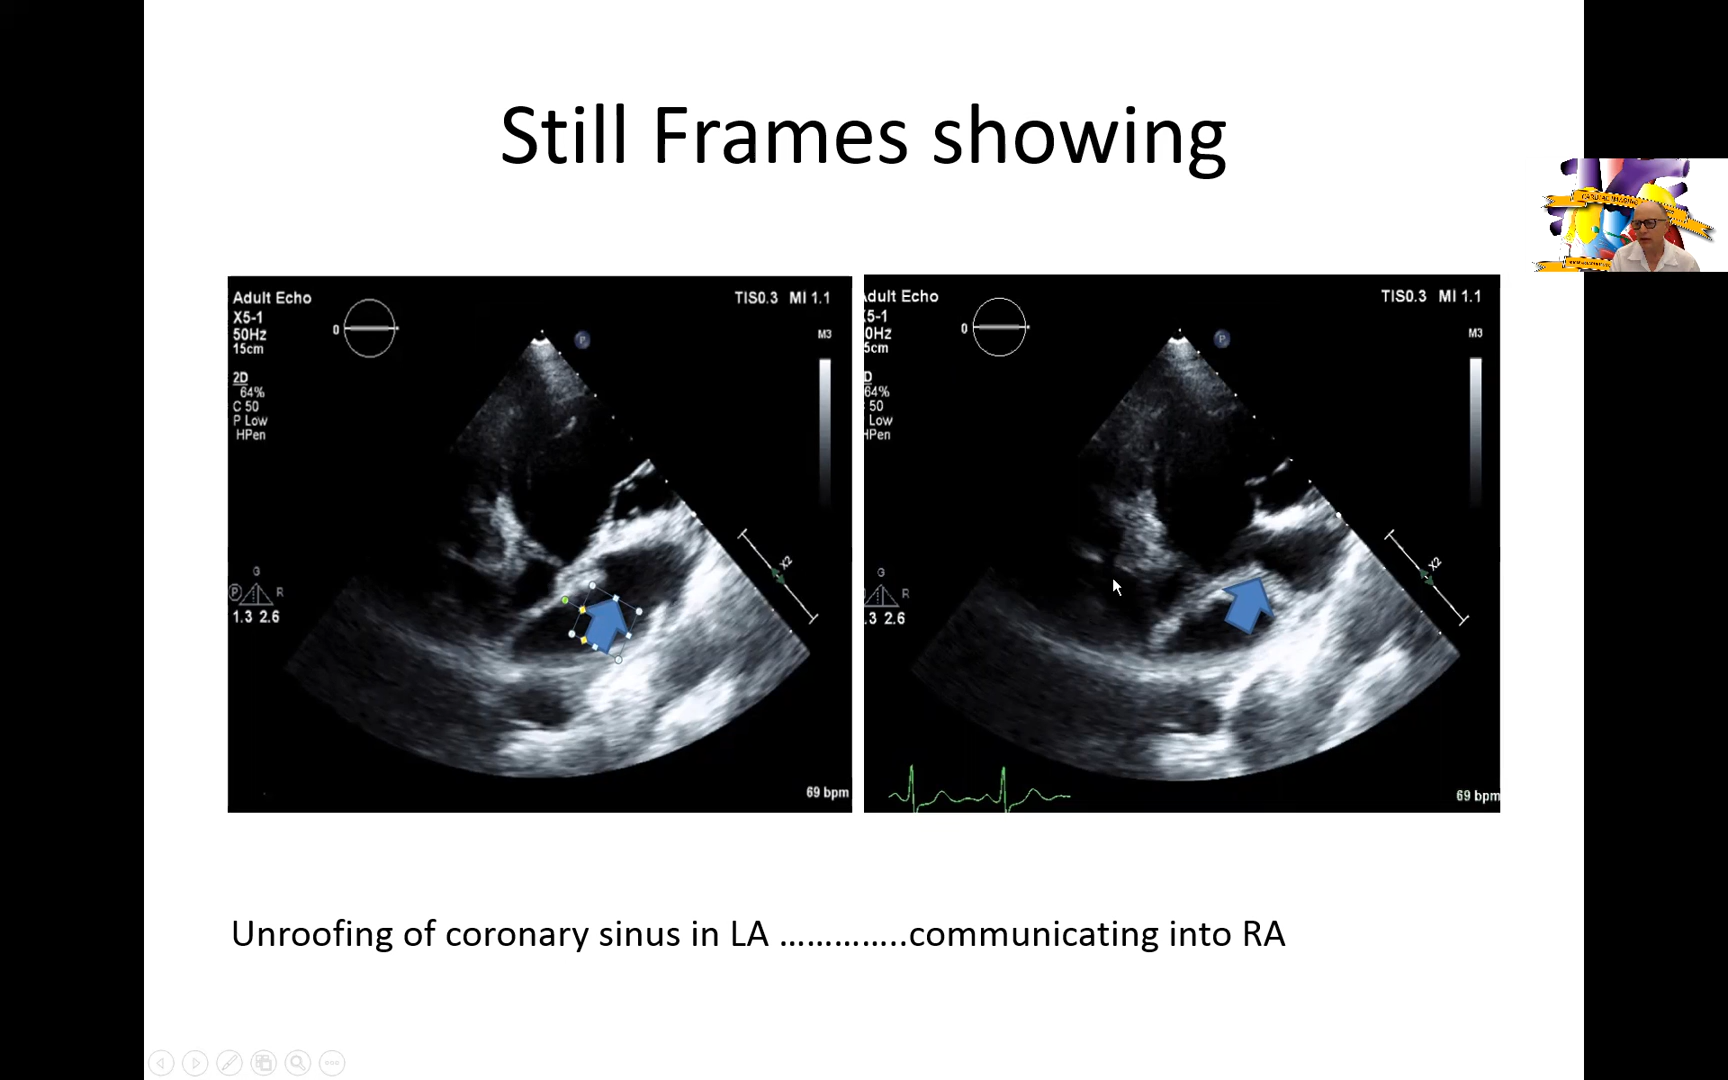 Still Frames showing
Adult Echo
TIS0.3 MI 1.1
X5-1
50Hz
15cm
0
P
M3
2D
64%
C 50
P Low
HPen
G
P
R
1.3 2.6
X2
69 bpm
Adult Echo
TIS0.3 MI 1.1
X5-1
0Hz
5cm
0
P
M3
D
64%
50
Low
HPen
G
R
.3 2.6
X2
69 bpm
Unroofing of coronary sinus in LA …………..communicating into RA